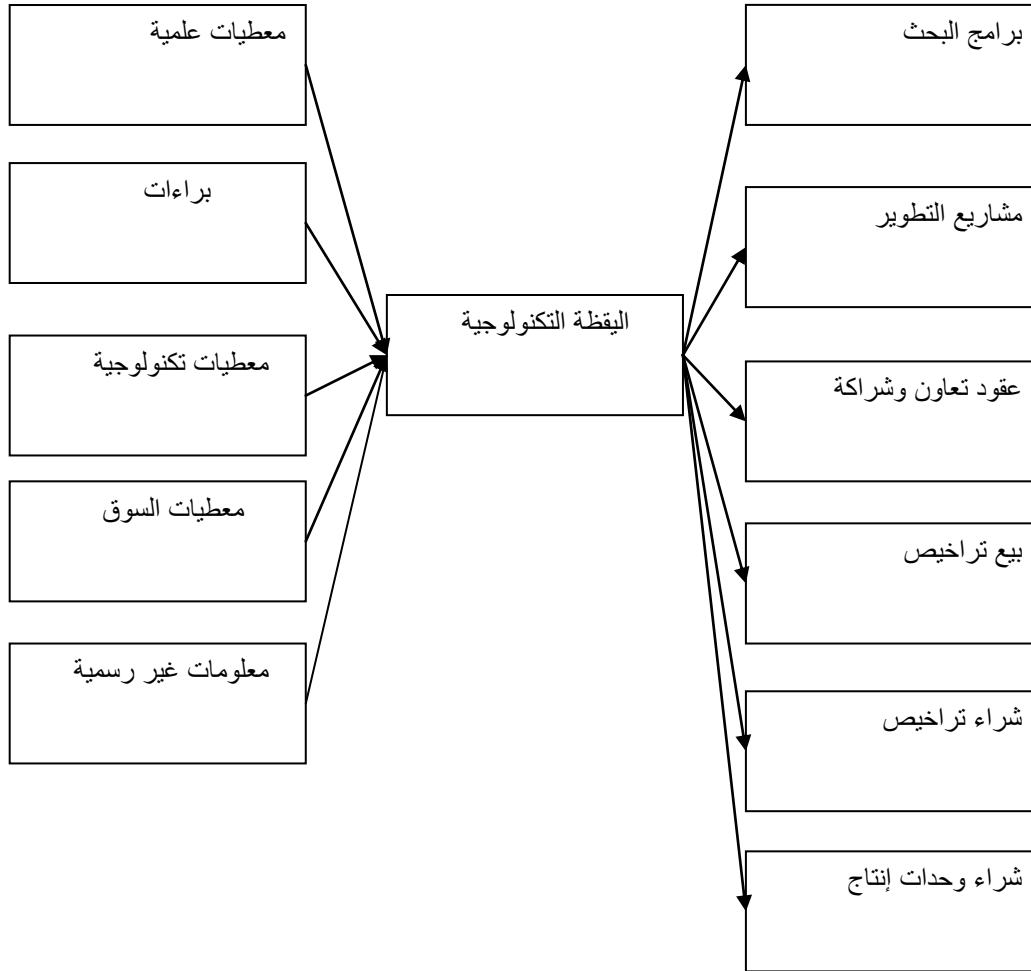 معطيات علمية
براءات
معطيات تكنولوجية
معطيات السوق
معلومات غير رسمية
اليقظة التكنولوجية
برامج البحث
مشاريع التطوير
عقود تعاون وشراكة
بيع تراخيص
شراء تراخيص
شراء وحدات إنتاج